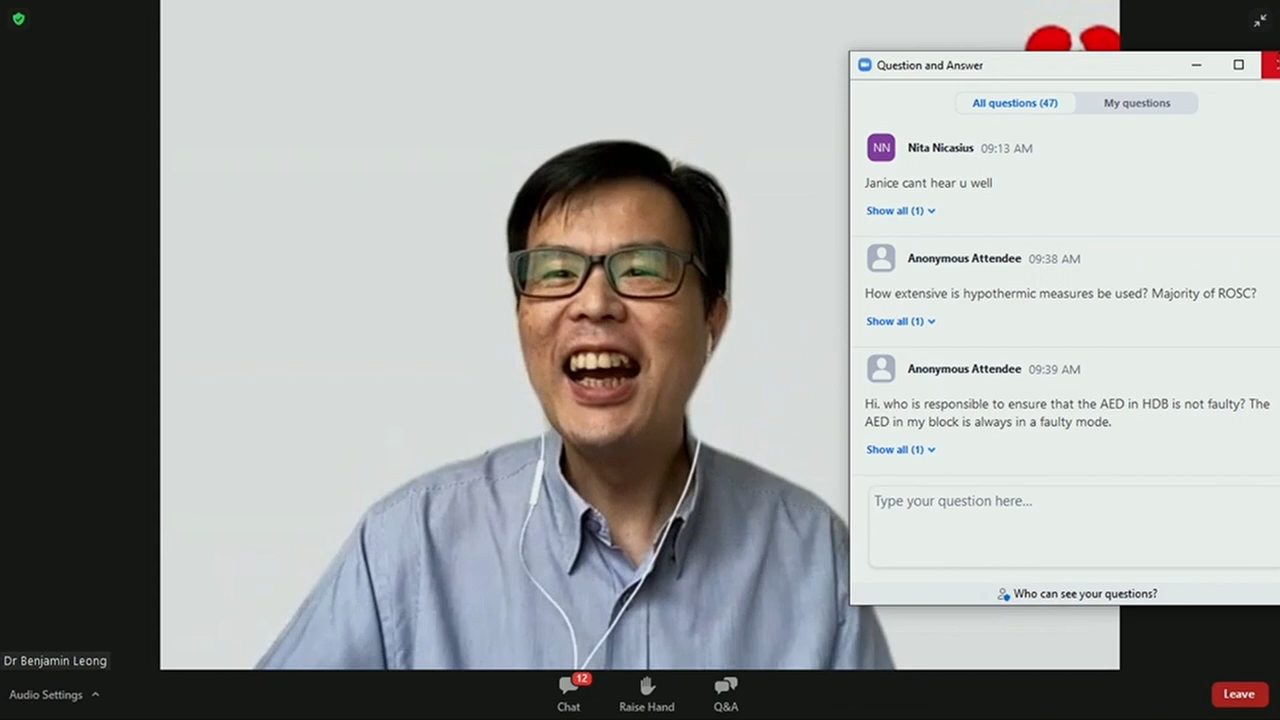 Question and Answer
All questions (47)
My questions
NN
Nita Nicasius 09:13 AM
Janice cant hear u well
Show all (1)
Anonymous Attendee 09:38 AM
How extensive is hypothermic measures be used? Majority of ROSC?
Show all (1)
Anonymous Attendee 09:39 AM
Hi. who is responsible to ensure that the AED in HDB is not faulty? The
AED in my block is always in a faulty mode.
Show all (1)
Type your question here...
Who can see your questions?
Dr Benjamin Leong
Audio Settings
12
Chat
Raise Hand
Q&A
Leave